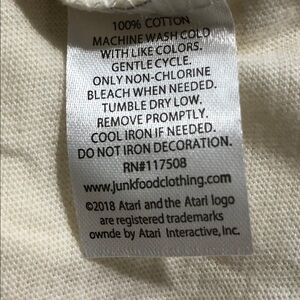 100% COTTON
MACHINE WASH COLD
WITH LIKE COLORS.
GENTLE CYCLE.
ONLY NON-CHLORINE
BLEACH WHEN NEEDED.
TUMBLE DRY LOW.
REMOVE PROMPTLY.
COOL IRON IF NEEDED.
DO NOT IRON DECORATION.
RN#117508
www.junkfoodclothing.com
©2018 Atari and the Atari logo
are registered trademarks
ownde by Atari Interactive, Inc.